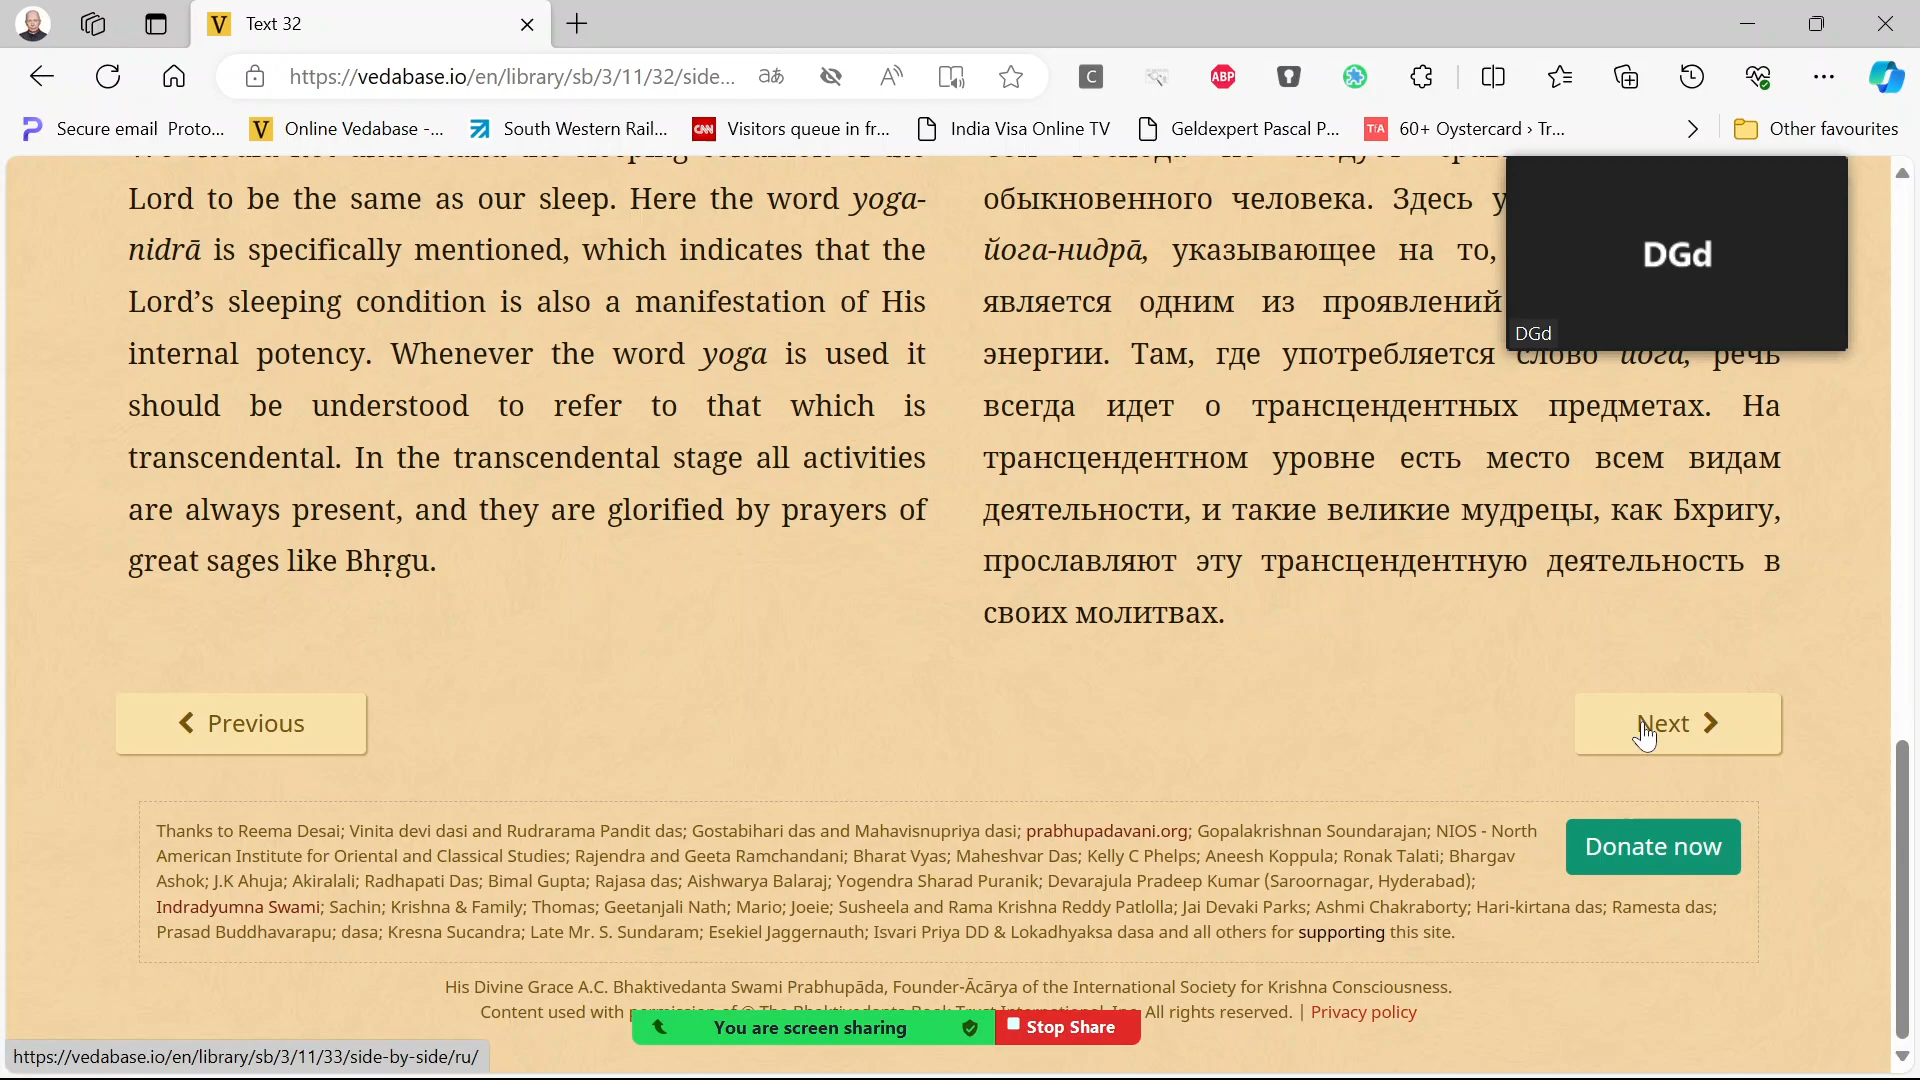 Text 32
https://vedabase.io/en/library/sb/3/11/32/side...
Secure email Proto...
Online Vedabase -...
South Western Rail...
CNN
Visitors queue in fr...
India Visa Online TV
Geldexpert Pascal P...
60+ Oystercard › Tr...
Other favourites
Lord to be the same as our sleep. Here the word yoga-
nidrā is specifically mentioned, which indicates that the
Lord’s sleeping condition is also a manifestation of His
internal potency. Whenever the word yoga is used it
should be understood to refer to that which is
transcendental. In the transcendental stage all activities
are always present, and they are glorified by prayers of
great sages like Bhṛgu.
обыкновенного человека. Здесь у
йога-нидра̄, указывающее на то,
является одним из проявлений
энергии. Там, где употребляется слово йога, речь
всегда идет о трансцендентных предметах. На
трансцендентном уровне есть место всем видам
деятельности, и такие великие мудрецы, как Бхригу,
прославляют эту трансцендентную деятельность в
своих молитвах.
DGd
DGd
Previous
Next
Thanks to Reema Desai; Vinita devi dasi and Rudrarama Pandit das; Gostabihari das and Mahavisnupriya dasi; prabhupadavani.org; Gopalakrishnan Soundarajan; NIOS - North
American Institute for Oriental and Classical Studies; Rajendra and Geeta Ramchandani; Bharat Vyas; Maheshvar Das; Kelly C Phelps; Aneesh Koppula; Ronak Talati; Bhargav
Ashok; J.K Ahuja; Akiralali; Radhapati Das; Bimal Gupta; Rajasa das; Aishwarya Balaraj; Yogendra Sharad Puranik; Devarajula Pradeep Kumar (Saroornagar, Hyderabad);
Indradyumna Swami; Sachin; Krishna & Family; Thomas; Geetanjali Nath; Mario; Joeie; Susheela and Rama Krishna Reddy Patlolla; Jai Devaki Parks; Ashmi Chakraborty; Hari-kirtana das; Ramesta das;
Prasad Buddhavarapu; dasa; Kresna Sucandra; Late Mr. S. Sundaram; Esekiel Jaggernauth; Isvari Priya DD & Lokadhyaksa dasa and all others for supporting this site.
Donate now
His Divine Grace A.C. Bhaktivedanta Swami Prabhupāda, Founder-Ācārya of the International Society for Krishna Consciousness.
Content used with All rights reserved. | Privacy policy
You are screen sharing
Stop Share
https://vedabase.io/en/library/sb/3/11/33/side-by-side/ru/